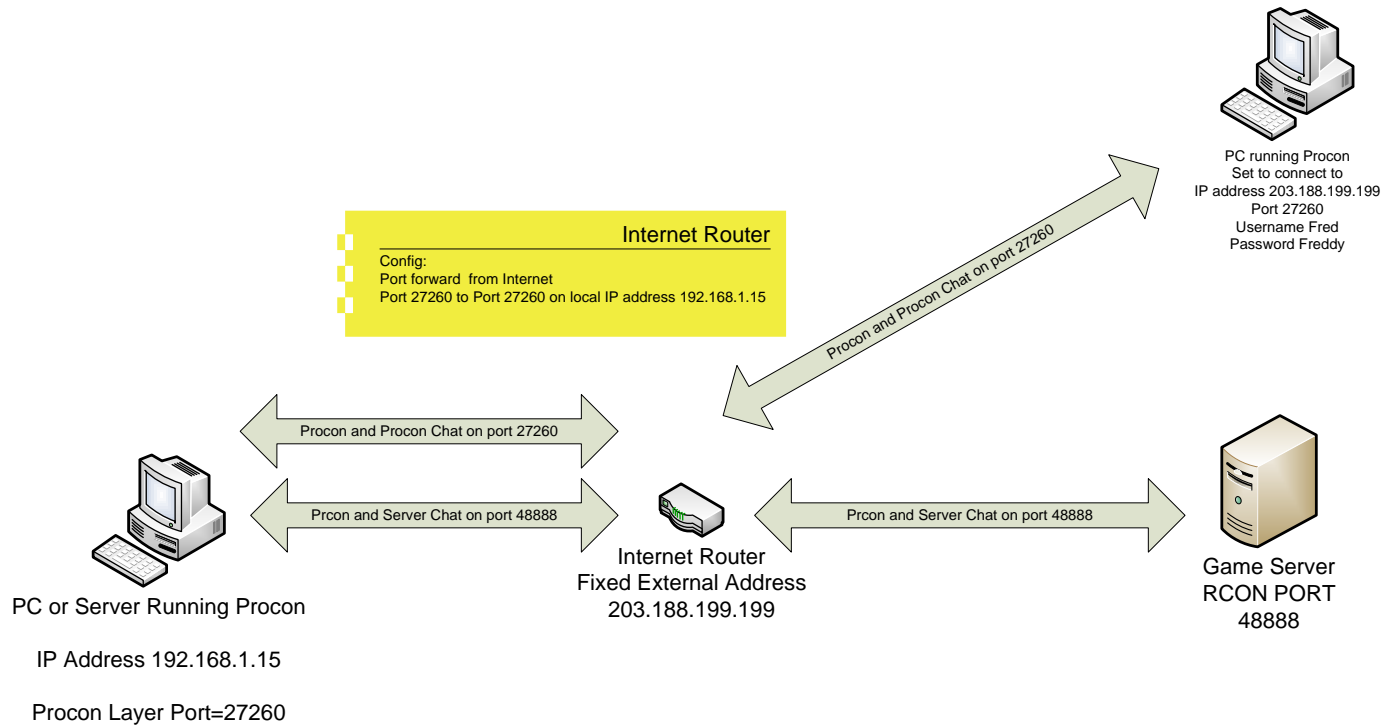 PC running Procon
Set to connect to
IP address 203.188.199.199
Port 27260
Username Fred
Password Freddy
Internet Router
Config:
Port forward  from Internet
Port 27260 to Port 27260 on local IP address 192.168.1.15
Procon and Procon Chat on port 27260
Procon and Procon Chat on port 27260
Prcon and Server Chat on port 48888
Prcon and Server Chat on port 48888
Internet Router
Fixed External Address
203.188.199.199
Game Server
RCON PORT
48888
PC or Server Running Procon
IP Address 192.168.1.15
Procon Layer Port=27260